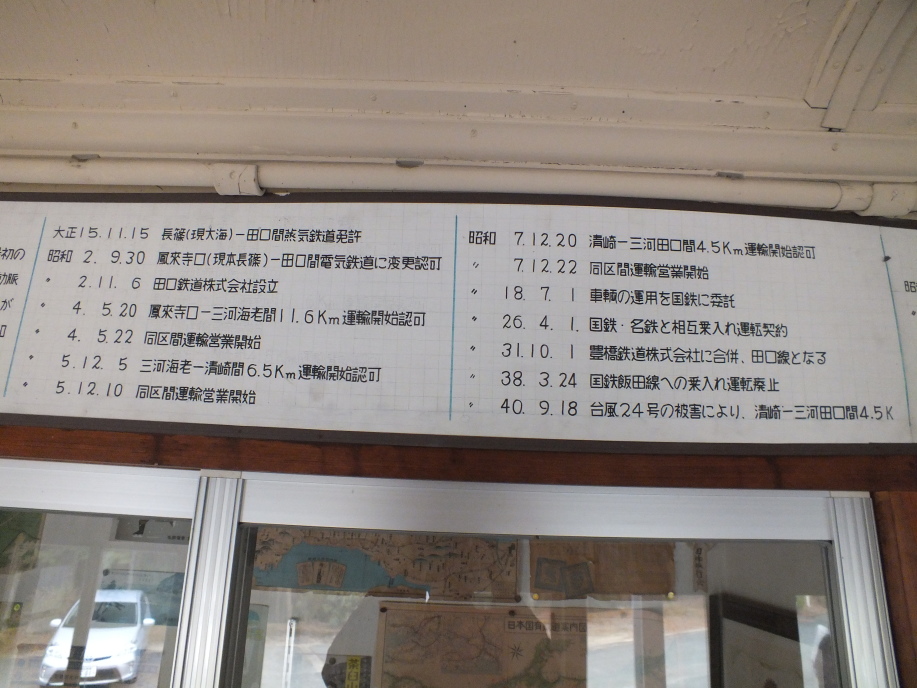 初の
動脈
が
大正15.11.15 長篠(現大海)ー田口間蒸気鉄道免許
昭和 2. 9.30 鳳來寺口(現本長篠)ー田口間電気鉄道に変更認可
〃 2.11. 6 田口鉄道株式会社設立
〃 4. 5.20 鳳來寺口ー三河海老間11.6Km運輸開始認可
〃 4. 5.22 同区間運輸営業開始
〃 5.12. 5 三河海老ー清崎間6.5Km運輸開始認可
〃 5.12.10 同区間運輸営業開始
昭和 7.12.20 清崎ー三河田口間4.5Km運輸開始認可
〃 7.12.22 同区間運輸営業開始
〃 18. 7. 1 車輌の運用を国鉄に委託
〃 26. 4. 1. 国鉄・名鉄と相互乗入れ運転契約
〃 31.10. 1 豊橋鉄道株式会社に合併、田口線となる
〃 38. 3.24 国鉄飯田線への乗入れ運転廃止
〃 40. 9.18 台風24号の被害により、清崎ー三河田口間4.5K
昭
〃